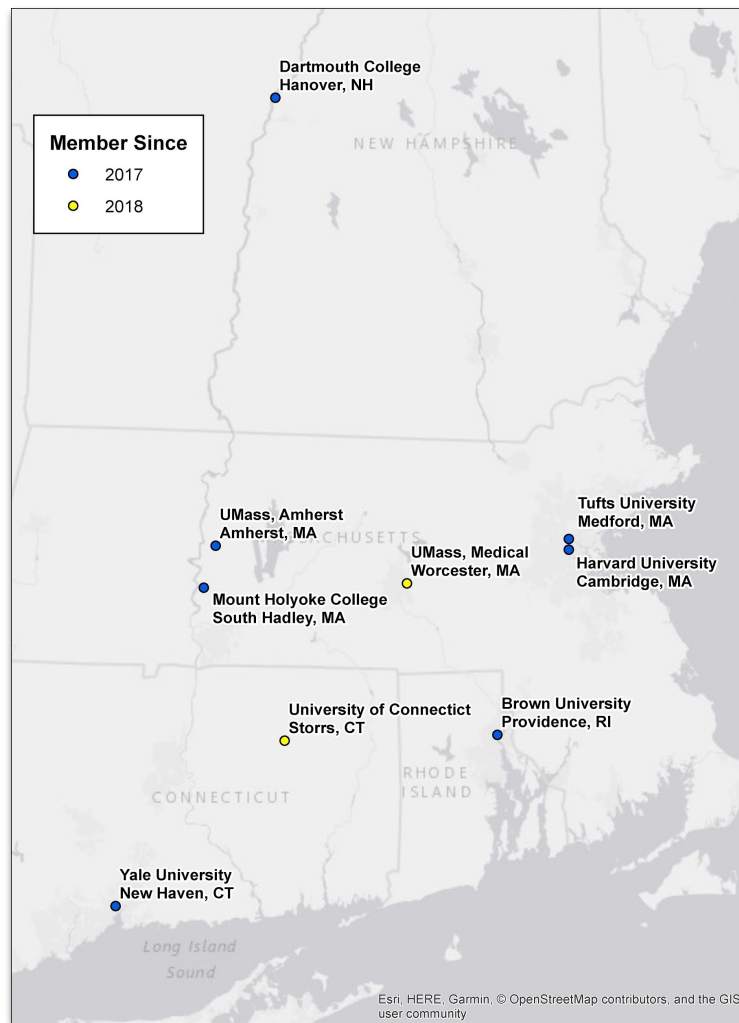 Dartmouth College
Hanover, NH
NEW HAMPSHIRE
Member Since
2017
2018
UMass, Amherst
Amherst, MA
Tufts University
Medford, MA
SACHUSETTS
UMass, Medical
Worcester, MA
Harvard University
Cambridge, MA
Mount Holyoke College
South Hadley, MA
University of Connectict
Storrs, CT
Brown University
Providence, RI
RHODE
ISLAND
CONNECTICUT
Yale University
New Haven, CT
Long Island
Sound
Esri, HERE, Garmin, © OpenStreetMap contributors, and the GIS
user community